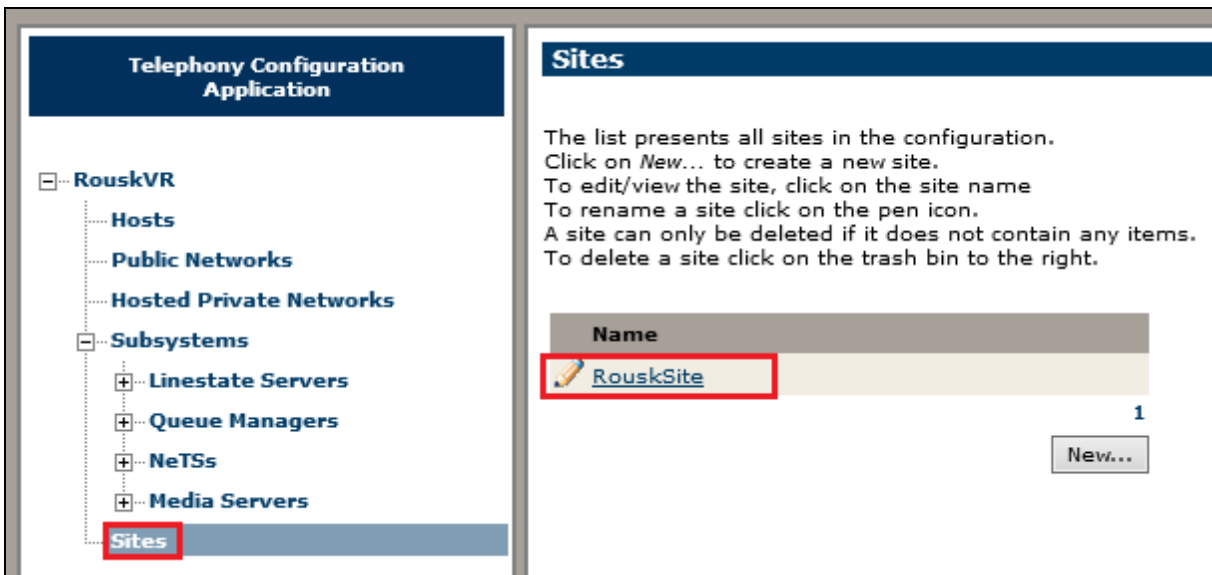 Telephony Configuration
Application
RouskVR
Hosts
Public Networks
Hosted Private Networks
Subsystems
Linestate Servers
Queue Managers
NeTSs
Media Servers
Sites
Sites
The list presents all sites in the configuration.
Click on New... to create a new site.
To edit/view the site, click on the site name
To rename a site click on the pen icon.
A site can only be deleted if it does not contain any items.
To delete a site click on the trash bin to the right.
Name
RouskSite
1
New...